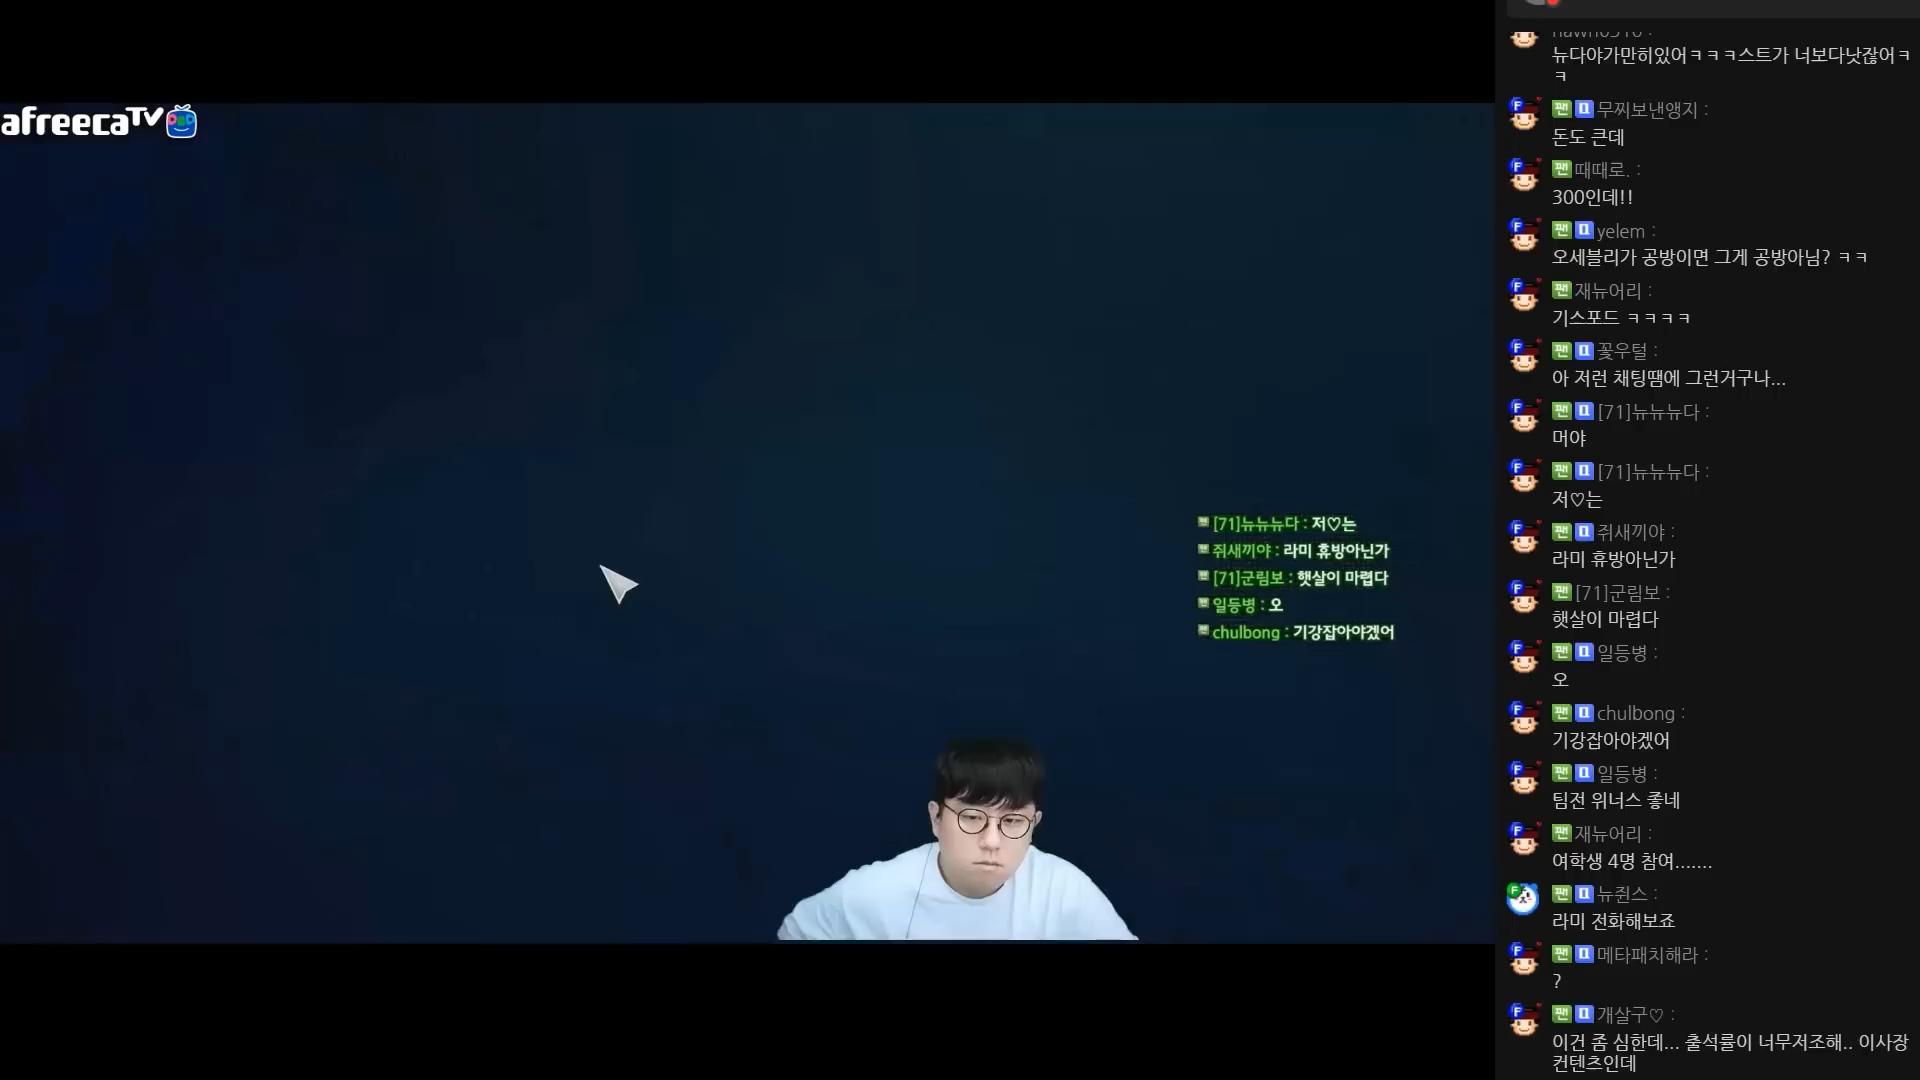 afreecaTV
[71]뉴뉴뉴다 : 저♡는
쥐새끼야 : 라미 휴방아닌가
[71]군림보 : 햇살이 마렵다
일등병 : 오
chulbong : 기강잡아야겠어
뉴다야가만히있어ㅋㅋㅋ스트가 너보다낫잖어ㅋ
ㅋ
팬 무찌보낸앵지 :
돈도 큰데
팬 때때로. :
300인데!!
팬 yelem :
오세블리가 공방이면 그게 공방아님? ㅋㅋ
팬 재뉴어리 :
기스포드 ㅋㅋㅋㅋ
팬 꽃우털 :
아 저런 채팅땜에 그런거구나...
팬 [71]뉴뉴뉴다 :
머야
팬 [71]뉴뉴뉴다 :
저♡는
팬 쥐새끼야 :
라미 휴방아닌가
팬 [71]군림보 :
햇살이 마렵다
팬 일등병 :
오
팬 chulbong :
기강잡아야겠어
팬 일등병 :
팀전 위너스 좋네
팬 재뉴어리 :
여학생 4명 참여.......
팬 뉴쥔스 :
라미 전화해보죠
팬 메타패치해라 :
?
팬 개살구♡ :
이건 좀 심한데... 출석률이 너무저조해.. 이사장
컨텐츠인데